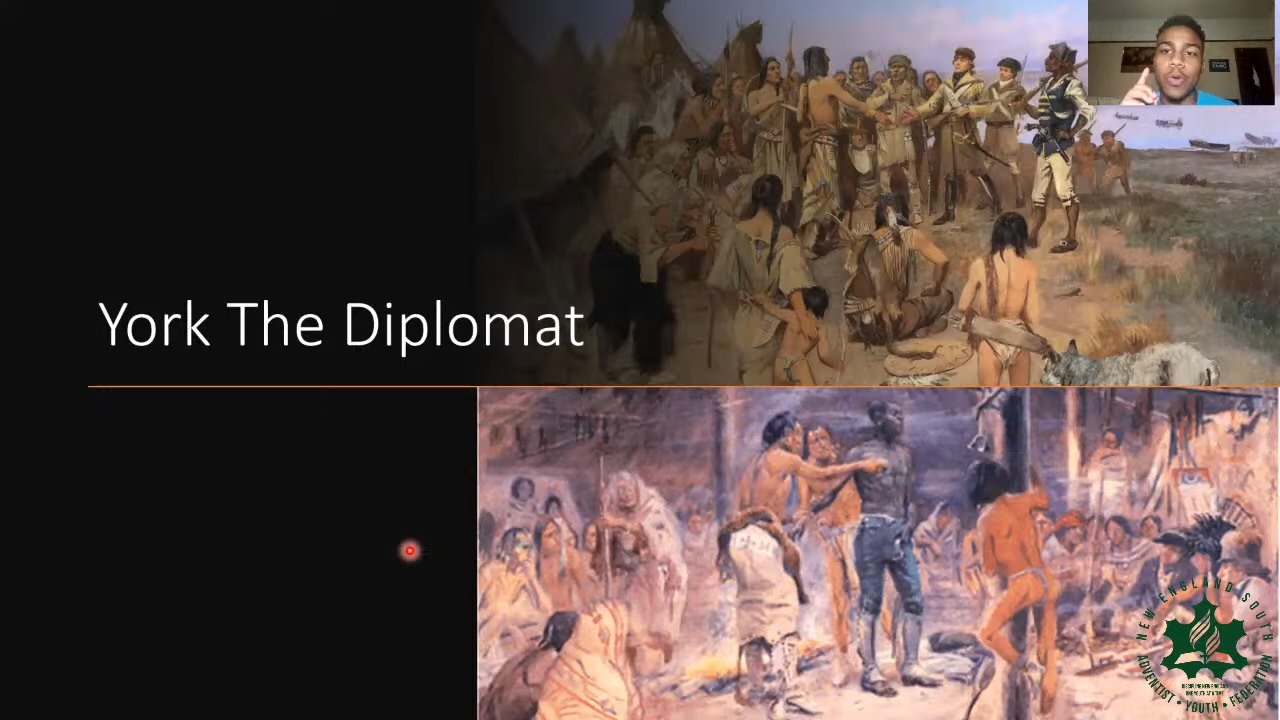 York The Diplomat
NEW ENGLAND SOUTH
ADVENTIST • YOUTH • FEDERATION